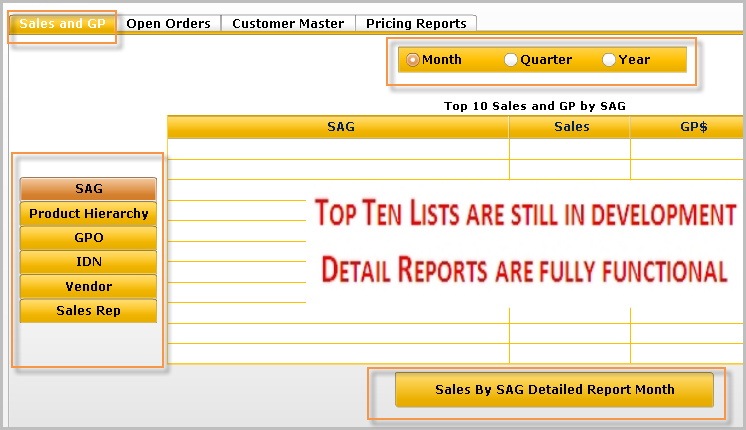 Sales and GP Open Orders Customer Master Pricing Reports
Month Quarter Year
Top 10 Sales and GP by SAG
SAG Sales GP$
SAG
Product Hierarchy
GPO
IDN
Vendor
Sales Rep
TOP TEN LISTS ARE STILL IN DEVELOPMENT
DETAIL REPORTS ARE FULLY FUNCTIONAL
Sales By SAG Detailed Report Month